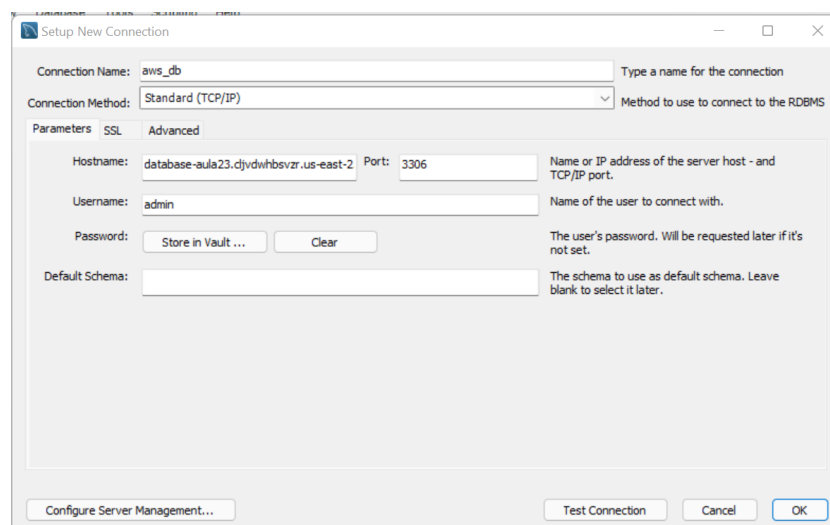 Database Tools Scripting Help
Setup New Connection
Connection Name: aws_db Type a name for the connection
Connection Method: Standard (TCP/IP) Method to use to connect to the RDBMS
Parameters SSL Advanced
Hostname: database-aula23.cljvdwhbsvzr.us-east-2 Port: 3306 Name or IP address of the server host - and
TCP/IP port.
Username: admin Name of the user to connect with.
Password: Store in Vault ... Clear The user's password. Will be requested later if it's
not set.
Default Schema: The schema to use as default schema. Leave
blank to select it later.
Configure Server Management... Test Connection Cancel OK